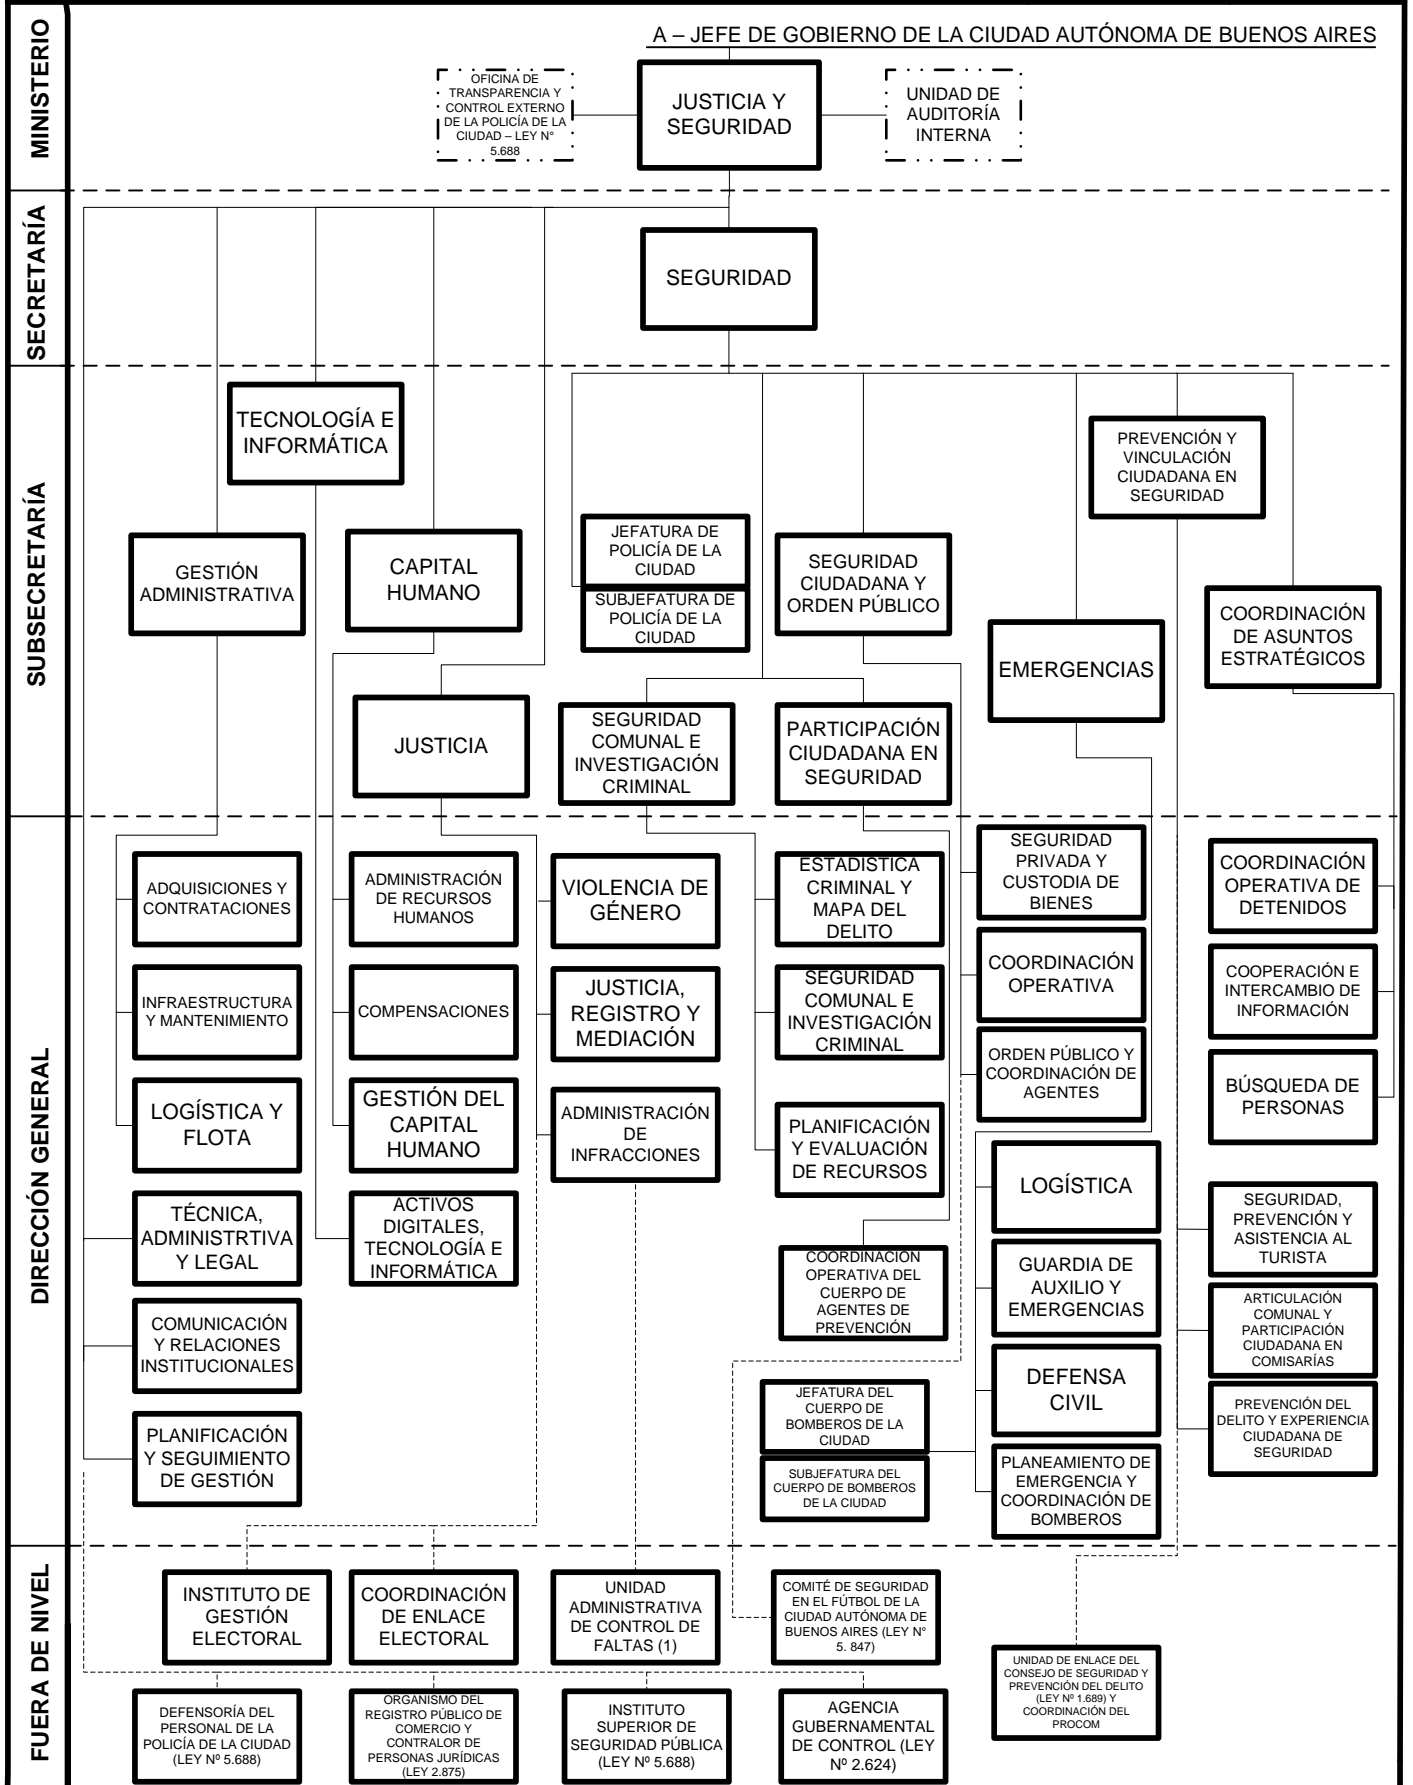 A – JEFE DE GOBIERNO DE LA CIUDAD AUTÓNOMA DE BUENOS AIRES
MINISTERIO
OFICINA DE
TRANSPARENCIA Y
CONTROL EXTERNO
DE LA POLICÍA DE LA
CIUDAD – LEY N°
5.688
JUSTICIA Y
SEGURIDAD
UNIDAD DE
AUDITORÍA
INTERNA
SECRETARÍA
SEGURIDAD
SUBSECRETARÍA
TECNOLOGÍA E
INFORMÁTICA
PREVENCIÓN Y
VINCULACIÓN
CIUDADANA EN
SEGURIDAD
GESTIÓN
ADMINISTRATIVA
CAPITAL
HUMANO
JEFATURA DE
POLICÍA DE LA
CIUDAD
SUBJEFATURA DE
POLICÍA DE LA
CIUDAD
SEGURIDAD
CIUDADANA Y
ORDEN PÚBLICO
EMERGENCIAS
COORDINACIÓN
DE ASUNTOS
ESTRATÉGICOS
JUSTICIA
SEGURIDAD
COMUNAL E
INVESTIGACIÓN
CRIMINAL
PARTICIPACIÓN
CIUDADANA EN
SEGURIDAD
DIRECCIÓN GENERAL
ADQUISICIONES Y
CONTRATACIONES
ADMINISTRACIÓN
DE RECURSOS
HUMANOS
VIOLENCIA DE
GÉNERO
ESTADÍSTICA
CRIMINAL Y
MAPA DEL
DELITO
SEGURIDAD
PRIVADA Y
CUSTODIA DE
BIENES
COORDINACIÓN
OPERATIVA DE
DETENIDOS
INFRAESTRUCTURA
Y MANTENIMIENTO
COMPENSACIONES
JUSTICIA,
REGISTRO Y
MEDIACIÓN
SEGURIDAD
COMUNAL E
INVESTIGACIÓN
CRIMINAL
COORDINACIÓN
OPERATIVA
COOPERACIÓN E
INTERCAMBIO DE
INFORMACIÓN
LOGÍSTICA Y
FLOTA
GESTIÓN DEL
CAPITAL
HUMANO
ADMINISTRACIÓN
DE
INFRACCIONES
PLANIFICACIÓN
Y EVALUACIÓN
DE RECURSOS
ORDEN PÚBLICO Y
COORDINACIÓN DE
AGENTES
BÚSQUEDA DE
PERSONAS
TÉCNICA,
ADMINISTRTIVA
Y LEGAL
ACTIVOS
DIGITALES,
TECNOLOGÍA E
INFORMÁTICA
COORDINACIÓN
OPERATIVA DEL
CUERPO DE
AGENTES DE
PREVENCIÓN
LOGÍSTICA
SEGURIDAD,
PREVENCIÓN Y
ASISTENCIA AL
TURISTA
COMUNICACIÓN
Y RELACIONES
INSTITUCIONALES
GUARDIA DE
AUXILIO Y
EMERGENCIAS
ARTICULACIÓN
COMUNAL Y
PARTICIPACIÓN
CIUDADANA EN
COMISARÍAS
PLANIFICACIÓN
Y SEGUIMIENTO
DE GESTIÓN
JEFATURA DEL
CUERPO DE
BOMBEROS DE LA
CIUDAD
SUBJEFATURA DEL
CUERPO DE BOMBEROS
DE LA CIUDAD
DEFENSA
CIVIL
PREVENCIÓN DEL
DELITO Y EXPERIENCIA
CIUDADANA DE
SEGURIDAD
PLANEAMIENTO DE
EMERGENCIA Y
COORDINACIÓN DE
BOMBEROS
FUERA DE NIVEL
INSTITUTO DE
GESTIÓN
ELECTORAL
COORDINACIÓN
DE ENLACE
ELECTORAL
UNIDAD
ADMINISTRATIVA
DE CONTROL DE
FALTAS (1)
COMITÉ DE SEGURIDAD
EN EL FÚTBOL DE LA
CIUDAD AUTÓNOMA DE
BUENOS AIRES (LEY N°
5. 847)
UNIDAD DE ENLACE DEL
CONSEJO DE SEGURIDAD Y
PREVENCIÓN DEL DELITO
(LEY Nº 1.689) Y
COORDINACIÓN DEL
PROCOM
DEFENSORÍA DEL
PERSONAL DE LA
POLICÍA DE LA CIUDAD
(LEY Nº 5.688)
ORGANISMO DEL
REGISTRO PÚBLICO DE
COMERCIO Y
CONTRALOR DE
PERSONAS JURÍDICAS
(LEY 2.875)
INSTITUTO
SUPERIOR DE
SEGURIDAD PÚBLICA
(LEY Nº 5.688)
AGENCIA
GUBERNAMENTAL
DE CONTROL (LEY
Nº 2.624)